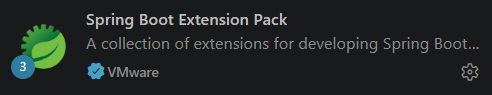 Spring Boot Extension Pack
A collection of extensions for developing Spring Boot...
3
VMware